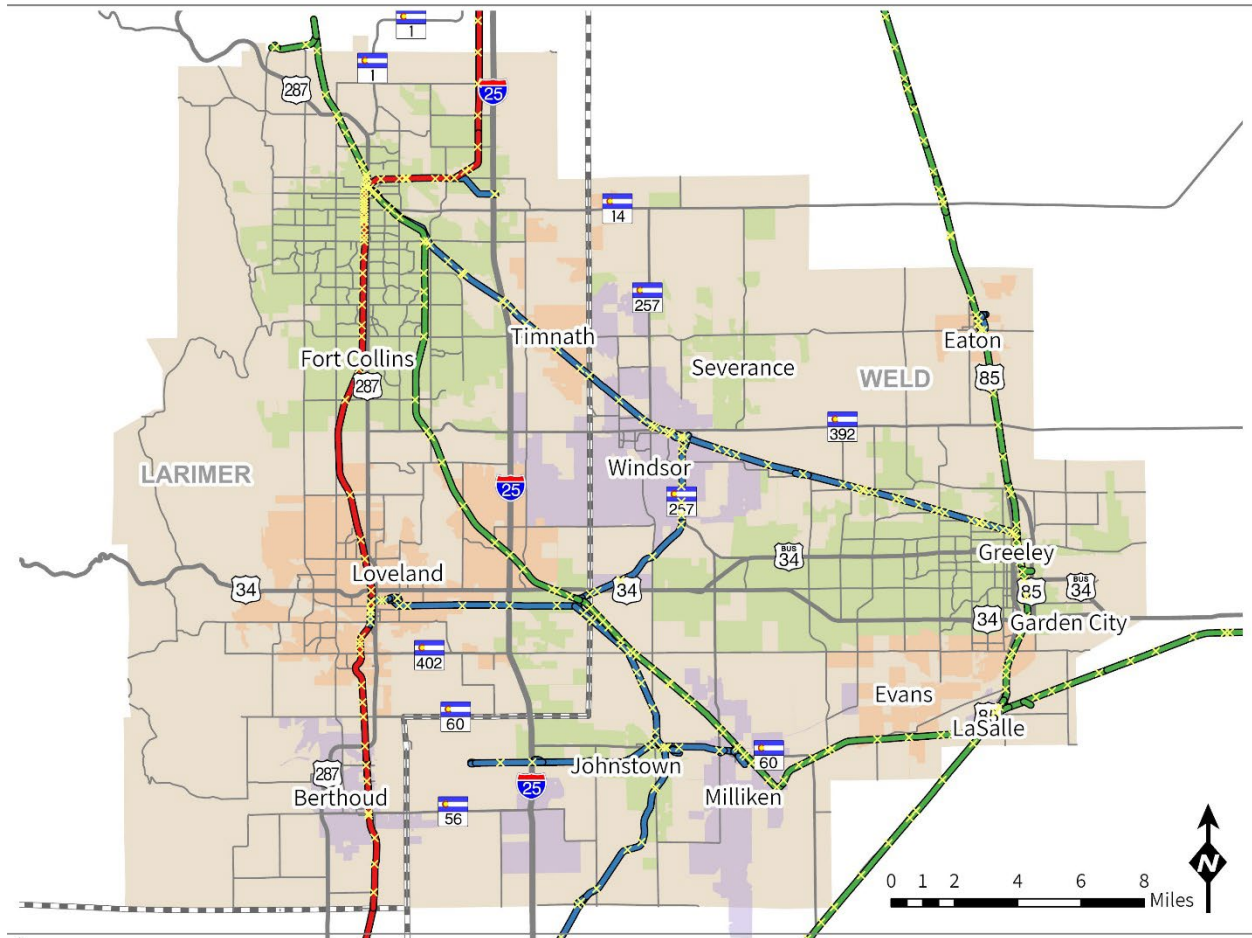 1
1
287
25
14
257
Timnath
Fort Collins
Eaton
287
Severance
WELD
85
392
LARIMER
Windsor
25
257
BUS
34
Greeley
Loveland
34
34
85
BUS
34
34
Garden City
402
Evans
60
85
LaSalle
60
Johnstown
287
25
Milliken
Berthoud
56
N
0 1 2 4 6 8
Miles